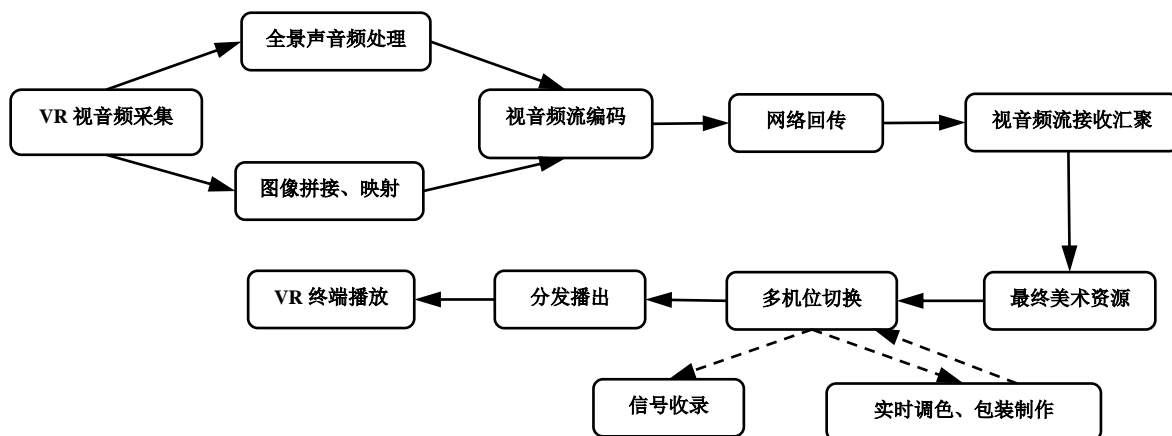 全景声音频处理
VR 视音频采集
视音频流编码
网络回传
视音频流接收汇聚
图像拼接、映射
VR 终端播放
分发播出
多机位切换
最终美术资源
信号收录
实时调色、包装制作